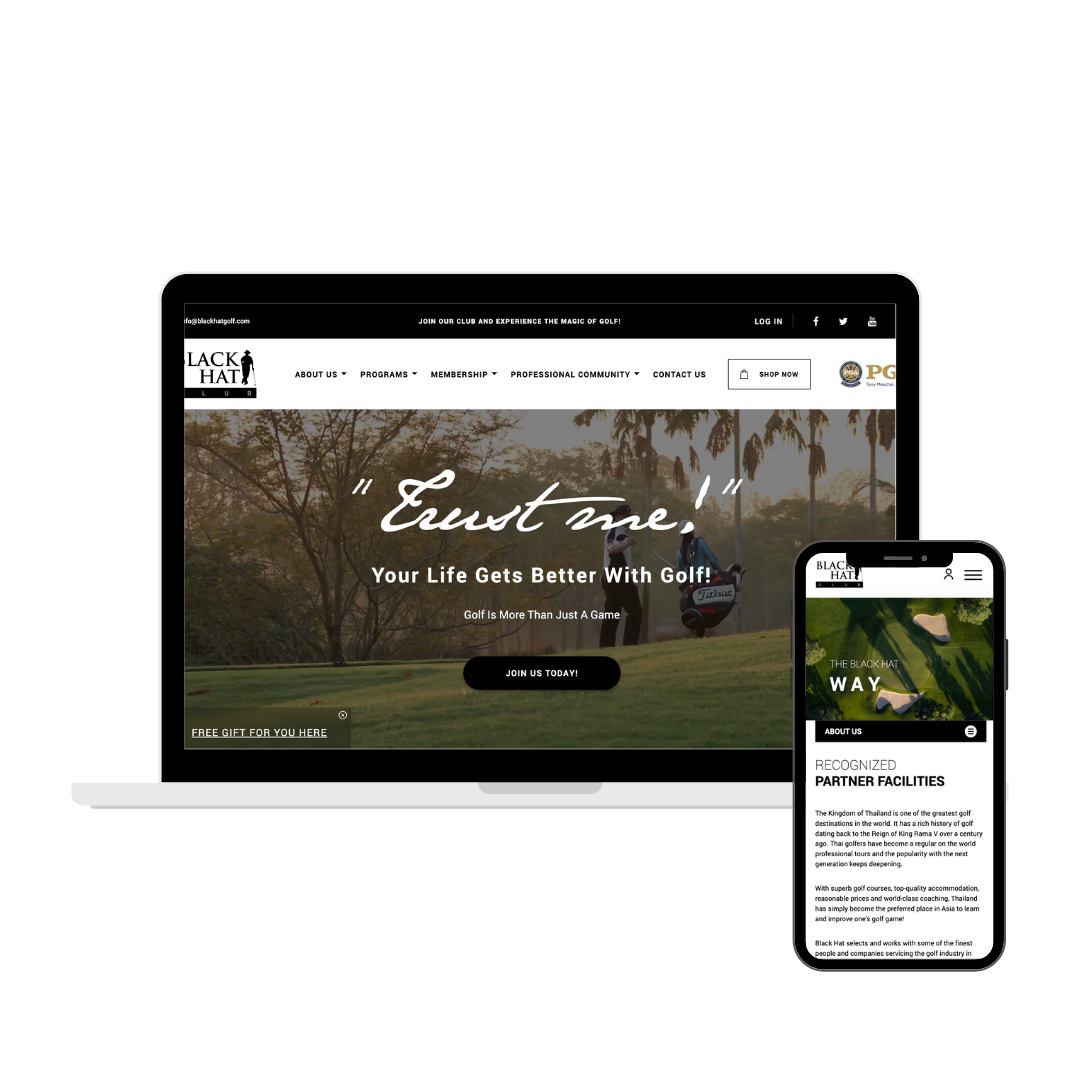 fo@blackhatgolf.com
JOIN OUR CLUB AND EXPERIENCE THE MAGIC OF GOLF!
LOG IN
LACK
HAT
L U B
ABOUT US
PROGRAMS
MEMBERSHIP
PROFESSIONAL COMMUNITY
CONTACT US
SHOP NOW
PGA
PG
"Trust me!"
Your Life Gets Better With Golf!
Golf Is More Than Just A Game
Titleist
JOIN US TODAY!
FREE GIFT FOR YOU HERE
BLACK
HAT
CLUB
THE BLACK HAT
WAY
ABOUT US
RECOGNIZED
PARTNER FACILITIES
The Kingdom of Thailand is one of the greatest golf
destinations in the world. It has a rich history of golf
dating back to the Reign of King Rama V over a century
ago. Thai golfers have become a regular on the world
professional tours and the popularity with the next
generation keeps deepening.
With superb golf courses, top-quality accommodation,
reasonable prices and world-class coaching, Thailand
has simply become the preferred place in Asia to learn
and improve one's golf game!
Black Hat selects and works with some of the finest
people and companies servicing the golf industry in